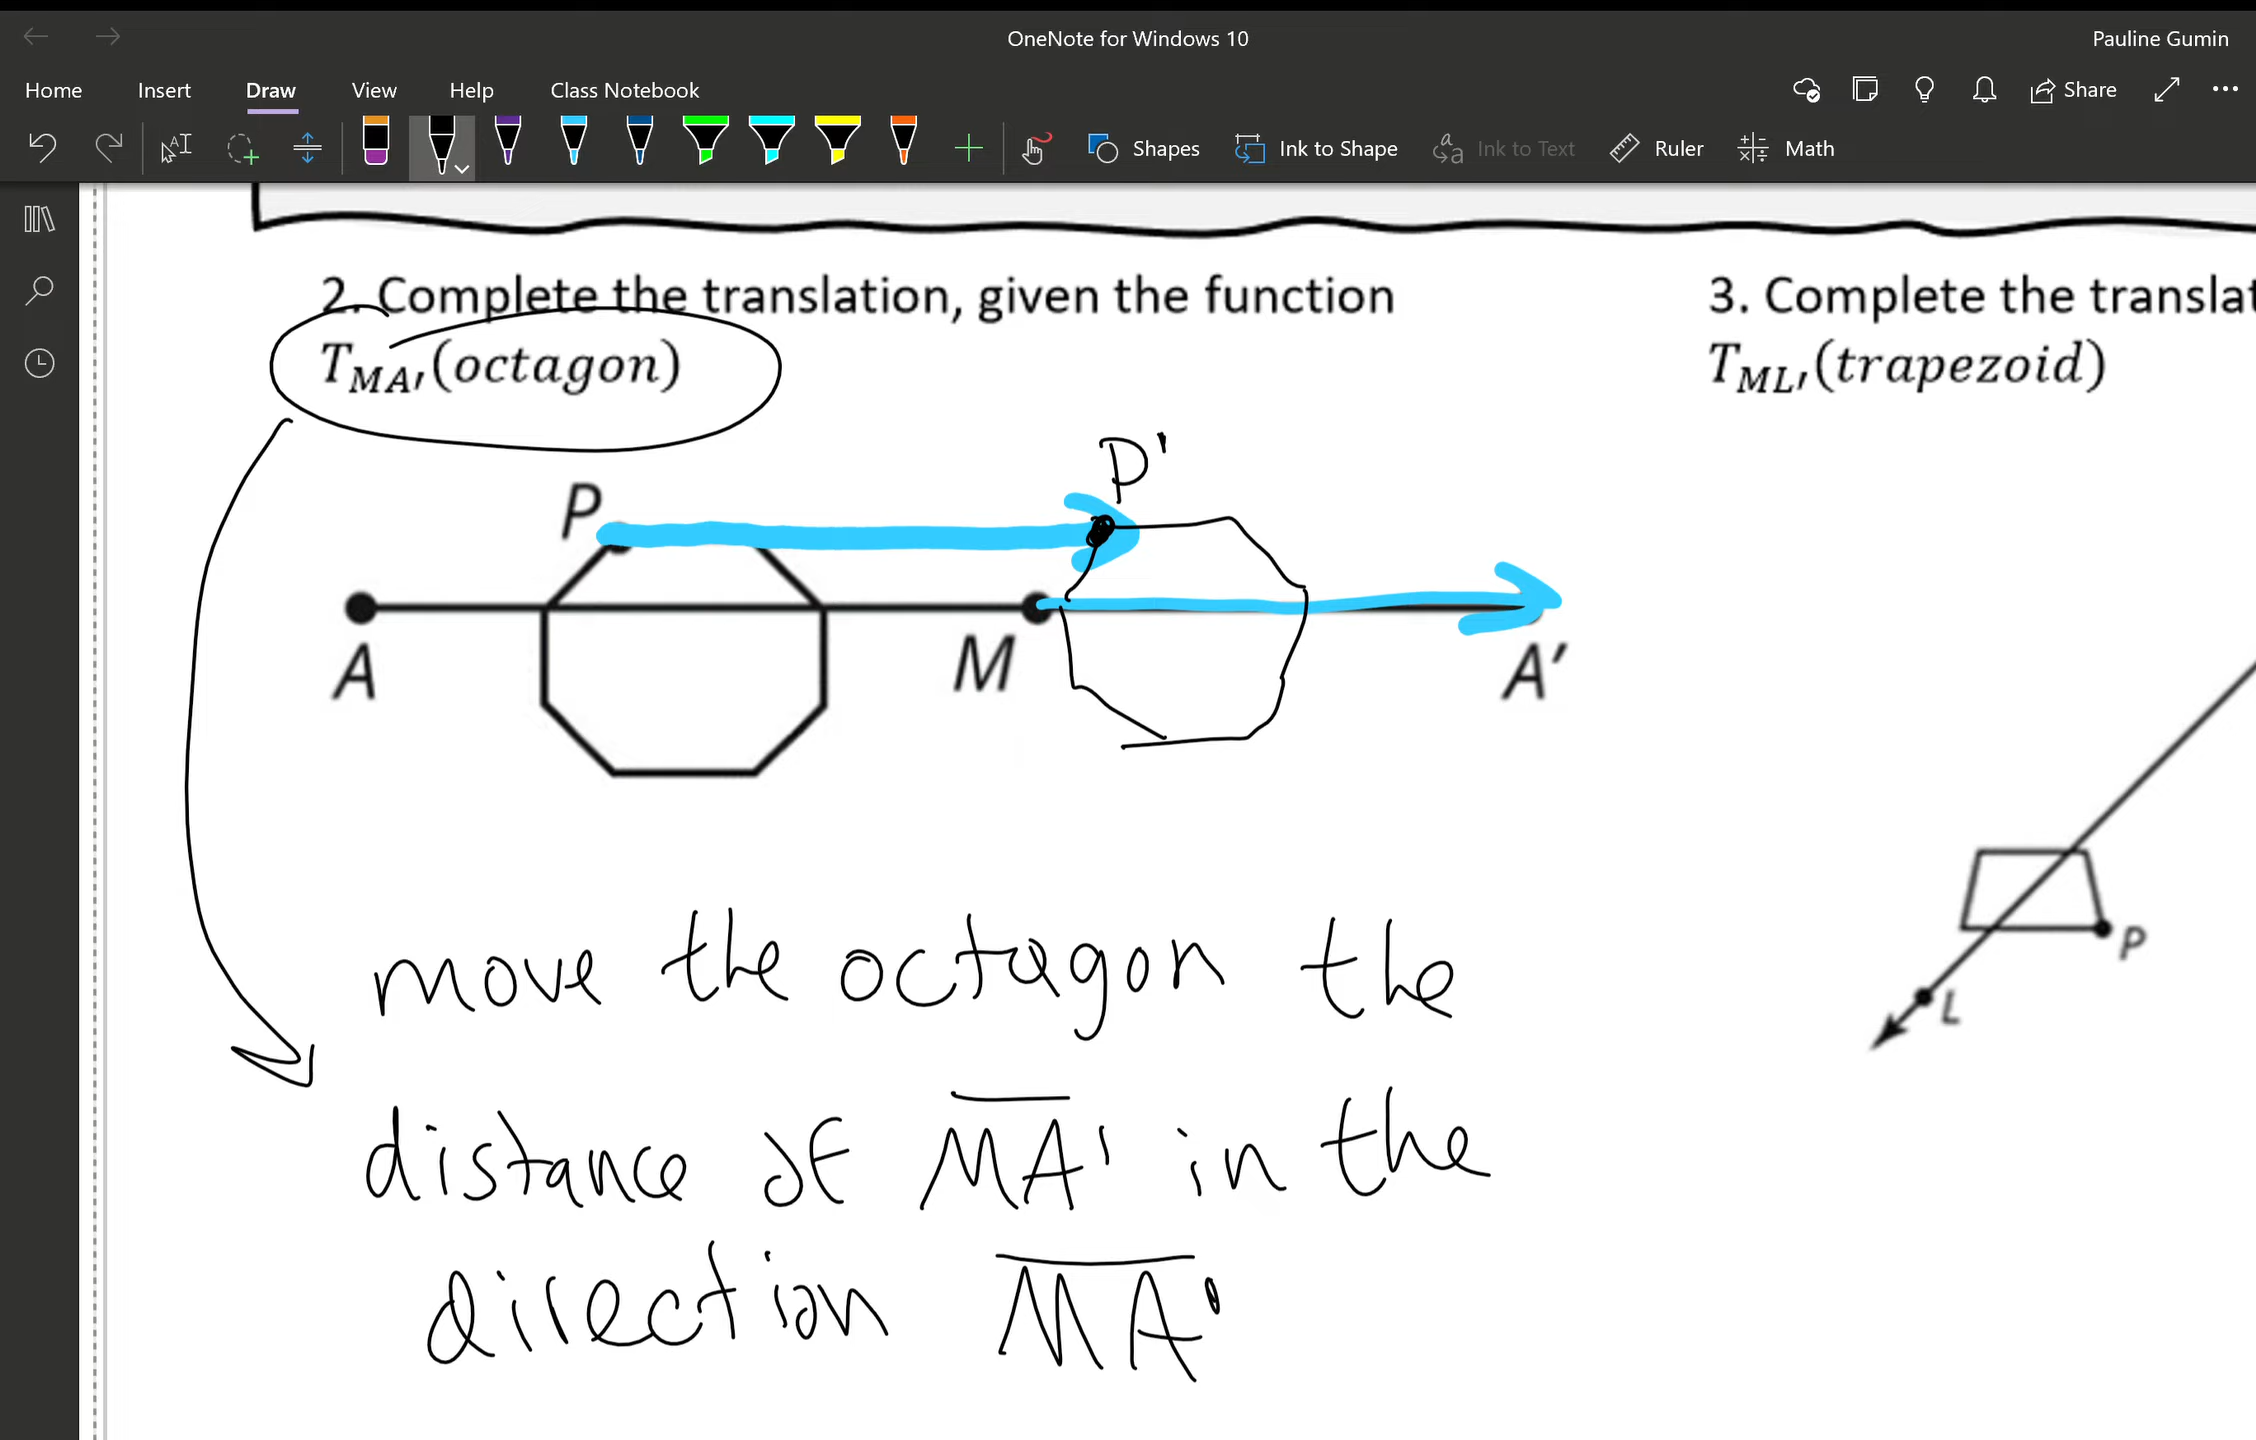 OneNote for Windows 10
Pauline Gumin
Home Insert Draw View Help Class Notebook Share
Shapes Ink to Shape Ink to Text Ruler Math
2. Complete the translation, given the function
T_MA′(octagon)
3. Complete the translat
T_ML′(trapezoid)
P'
P
A M A′
P
L
move the octagon the
distance of M̅A̅' in the
direction M̅A̅'